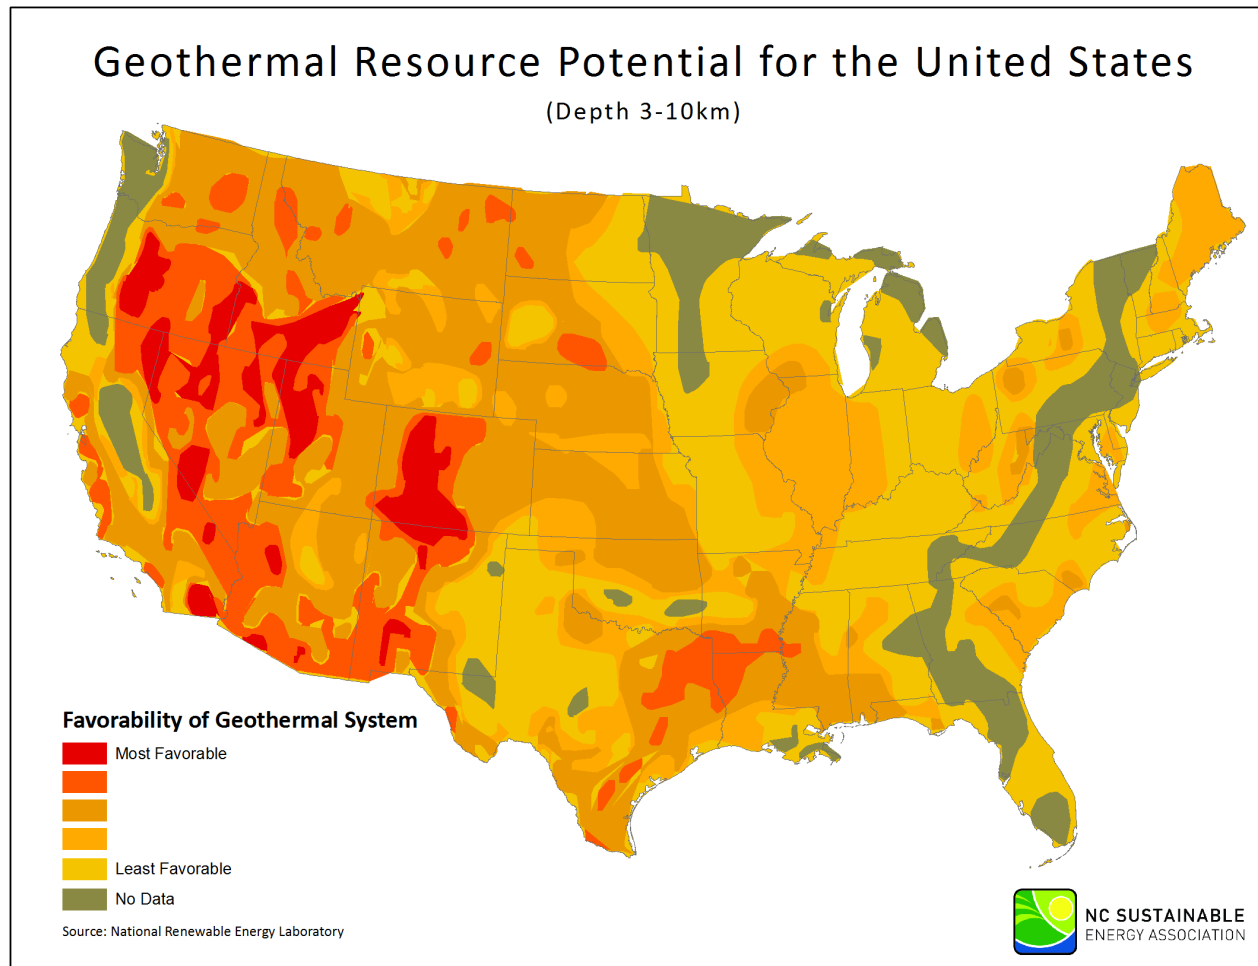 Geothermal Resource Potential for the United States
(Depth 3-10km)
Favorability of Geothermal System
Most Favorable
Least Favorable
No Data
Source: National Renewable Energy Laboratory
NC SUSTAINABLE
ENERGY ASSOCIATION